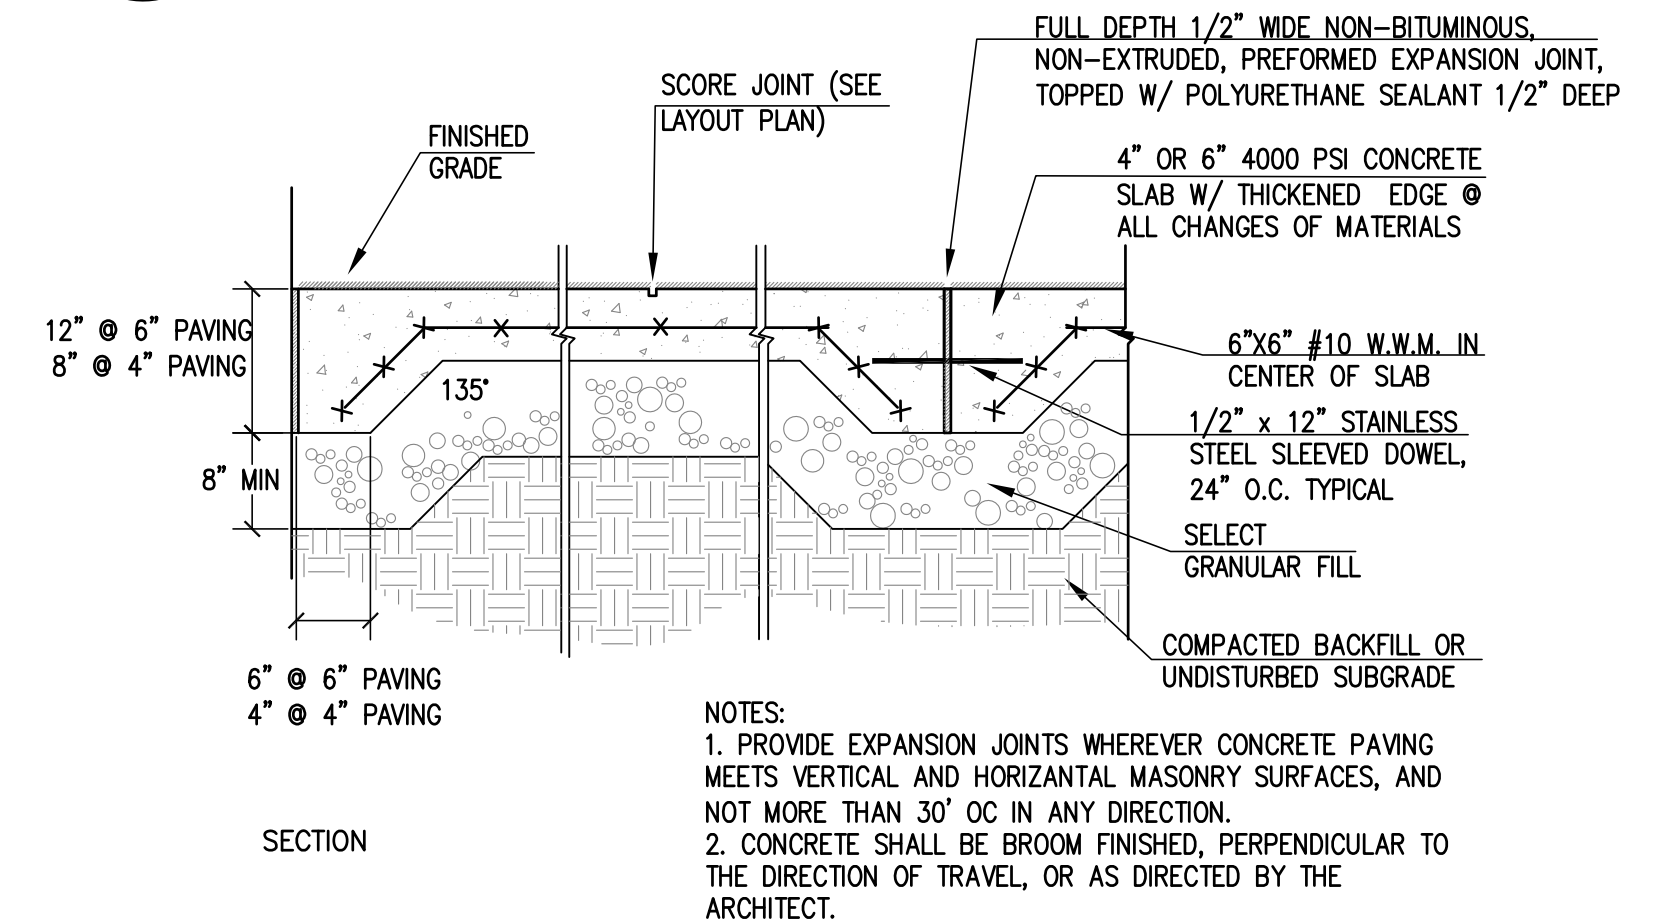 FULL DEPTH 1/2" WIDE NON-BITUMINOUS,
NON-EXTRUDED, PREFORMED EXPANSION JOINT,
TOPPED W/ POLYURETHANE SEALANT 1/2" DEEP
SCORE JOINT (SEE
LAYOUT PLAN)
FINISHED
GRADE
4" OR 6" 4000 PSI CONCRETE
SLAB W/ THICKENED EDGE @
ALL CHANGES OF MATERIALS
12" @ 6" PAVING
8" @ 4" PAVING
6"X6" #10 W.W.M. IN
CENTER OF SLAB
135°
1/2" x 12" STAINLESS
STEEL SLEEVED DOWEL,
24" O.C. TYPICAL
8" MIN
SELECT
GRANULAR FILL
COMPACTED BACKFILL OR
UNDISTURBED SUBGRADE
6" @ 6" PAVING
4" @ 4" PAVING
NOTES:
1. PROVIDE EXPANSION JOINTS WHEREVER CONCRETE PAVING
MEETS VERTICAL AND HORIZANTAL MASONRY SURFACES, AND
NOT MORE THAN 30' OC IN ANY DIRECTION.
2. CONCRETE SHALL BE BROOM FINISHED, PERPENDICULAR TO
THE DIRECTION OF TRAVEL, OR AS DIRECTED BY THE
ARCHITECT.
SECTION